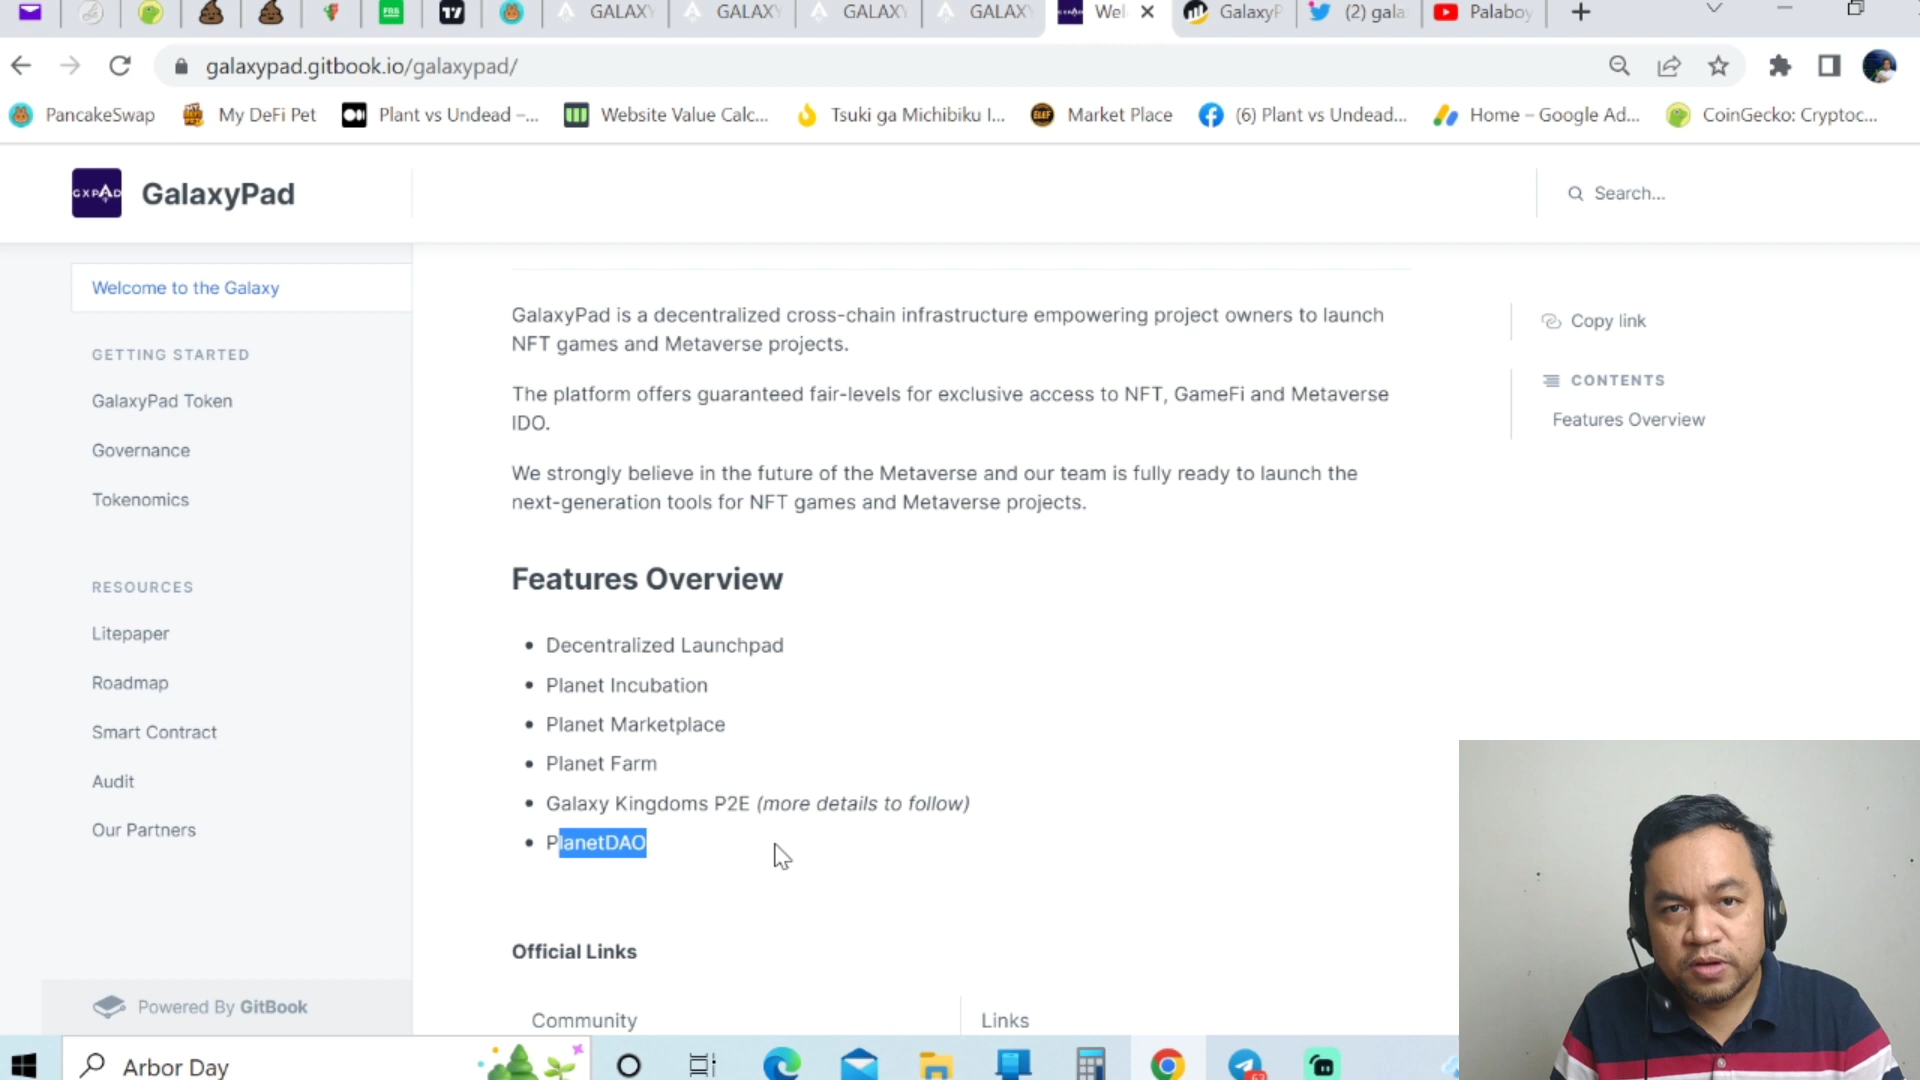 GALAXY
GALAXY
GALAXY
GALAXY
Wel
GalaxyP
(2) gala
Palaboy
galaxypad.gitbook.io/galaxypad/
PancakeSwap
My DeFi Pet
Plant vs Undead –...
Website Value Calc...
Tsuki ga Michibiku I...
Market Place
(6) Plant vs Undead...
Home – Google Ad...
CoinGecko: Cryptoc...
GXPAD
GalaxyPad
Search...
Welcome to the Galaxy
GETTING STARTED
GalaxyPad Token
Governance
Tokenomics
RESOURCES
Litepaper
Roadmap
Smart Contract
Audit
Our Partners
Powered By GitBook
GalaxyPad is a decentralized cross-chain infrastructure empowering project owners to launch
NFT games and Metaverse projects.
The platform offers guaranteed fair-levels for exclusive access to NFT, GameFi and Metaverse
IDO.
We strongly believe in the future of the Metaverse and our team is fully ready to launch the
next-generation tools for NFT games and Metaverse projects.
Features Overview
• Decentralized Launchpad
• Planet Incubation
• Planet Marketplace
• Planet Farm
• Galaxy Kingdoms P2E (more details to follow)
• PlanetDAO
Official Links
Community
Links
Copy link
CONTENTS
Features Overview
Arbor Day